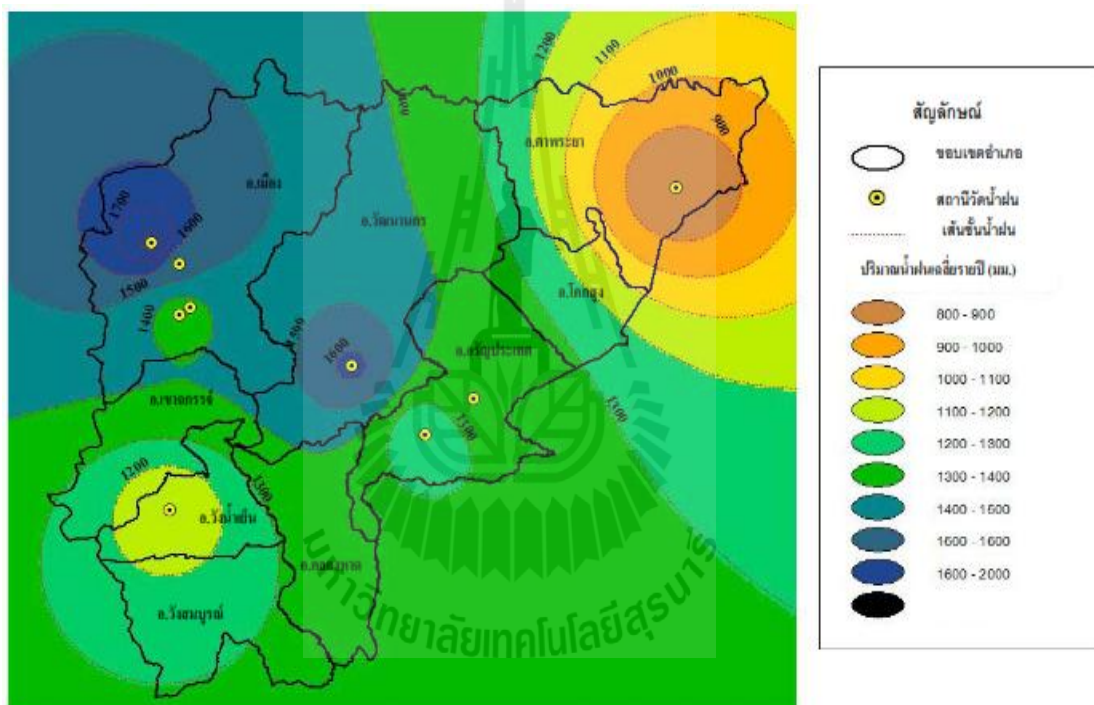 1200
1100
1000
900
อ.ตาพระยา
อ.เมือง
1700
1600
อ.วัฒนานคร
1500
1400
อ.โคกสูง
1600
อ.อรัญประเทศ
1300
1300
อ.เขาฉกรรจ์
1200
1300
อ.วังน้ำเย็น
อ.คลองหาด
อ.วังสมบูรณ์
มหาวิทยาลัยเทคโนโลยีสุรนารี
สัญลักษณ์
ขอบเขตอำเภอ
สถานีวัดน้ำฝน
เส้นชั้นน้ำฝน
ปริมาณน้ำฝนเฉลี่ยรายปี (มม.)
800 - 900
900 - 1000
1000 - 1100
1100 - 1200
1200 - 1300
1300 - 1400
1400 - 1500
1500 - 1600
1600 - 2000